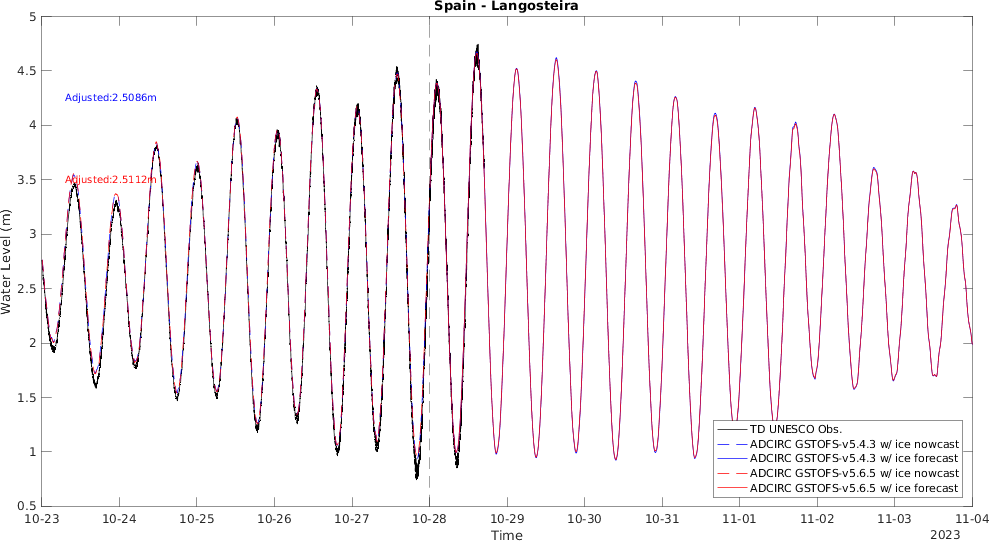 Spain - Langosteira
5
4.5
4
3.5
3
2.5
2
1.5
1
0.5
Water Level (m)
Adjusted:2.5086m
Adjusted:2.5112m
TD UNESCO Obs.
ADCIRC GSTOFS-v5.4.3 w/ ice nowcast
ADCIRC GSTOFS-v5.4.3 w/ ice forecast
ADCIRC GSTOFS-v5.6.5 w/ ice nowcast
ADCIRC GSTOFS-v5.6.5 w/ ice forecast
10-23 10-24 10-25 10-26 10-27 10-28 10-29 10-30 10-31 11-01 11-02 11-03 11-04
Time
2023